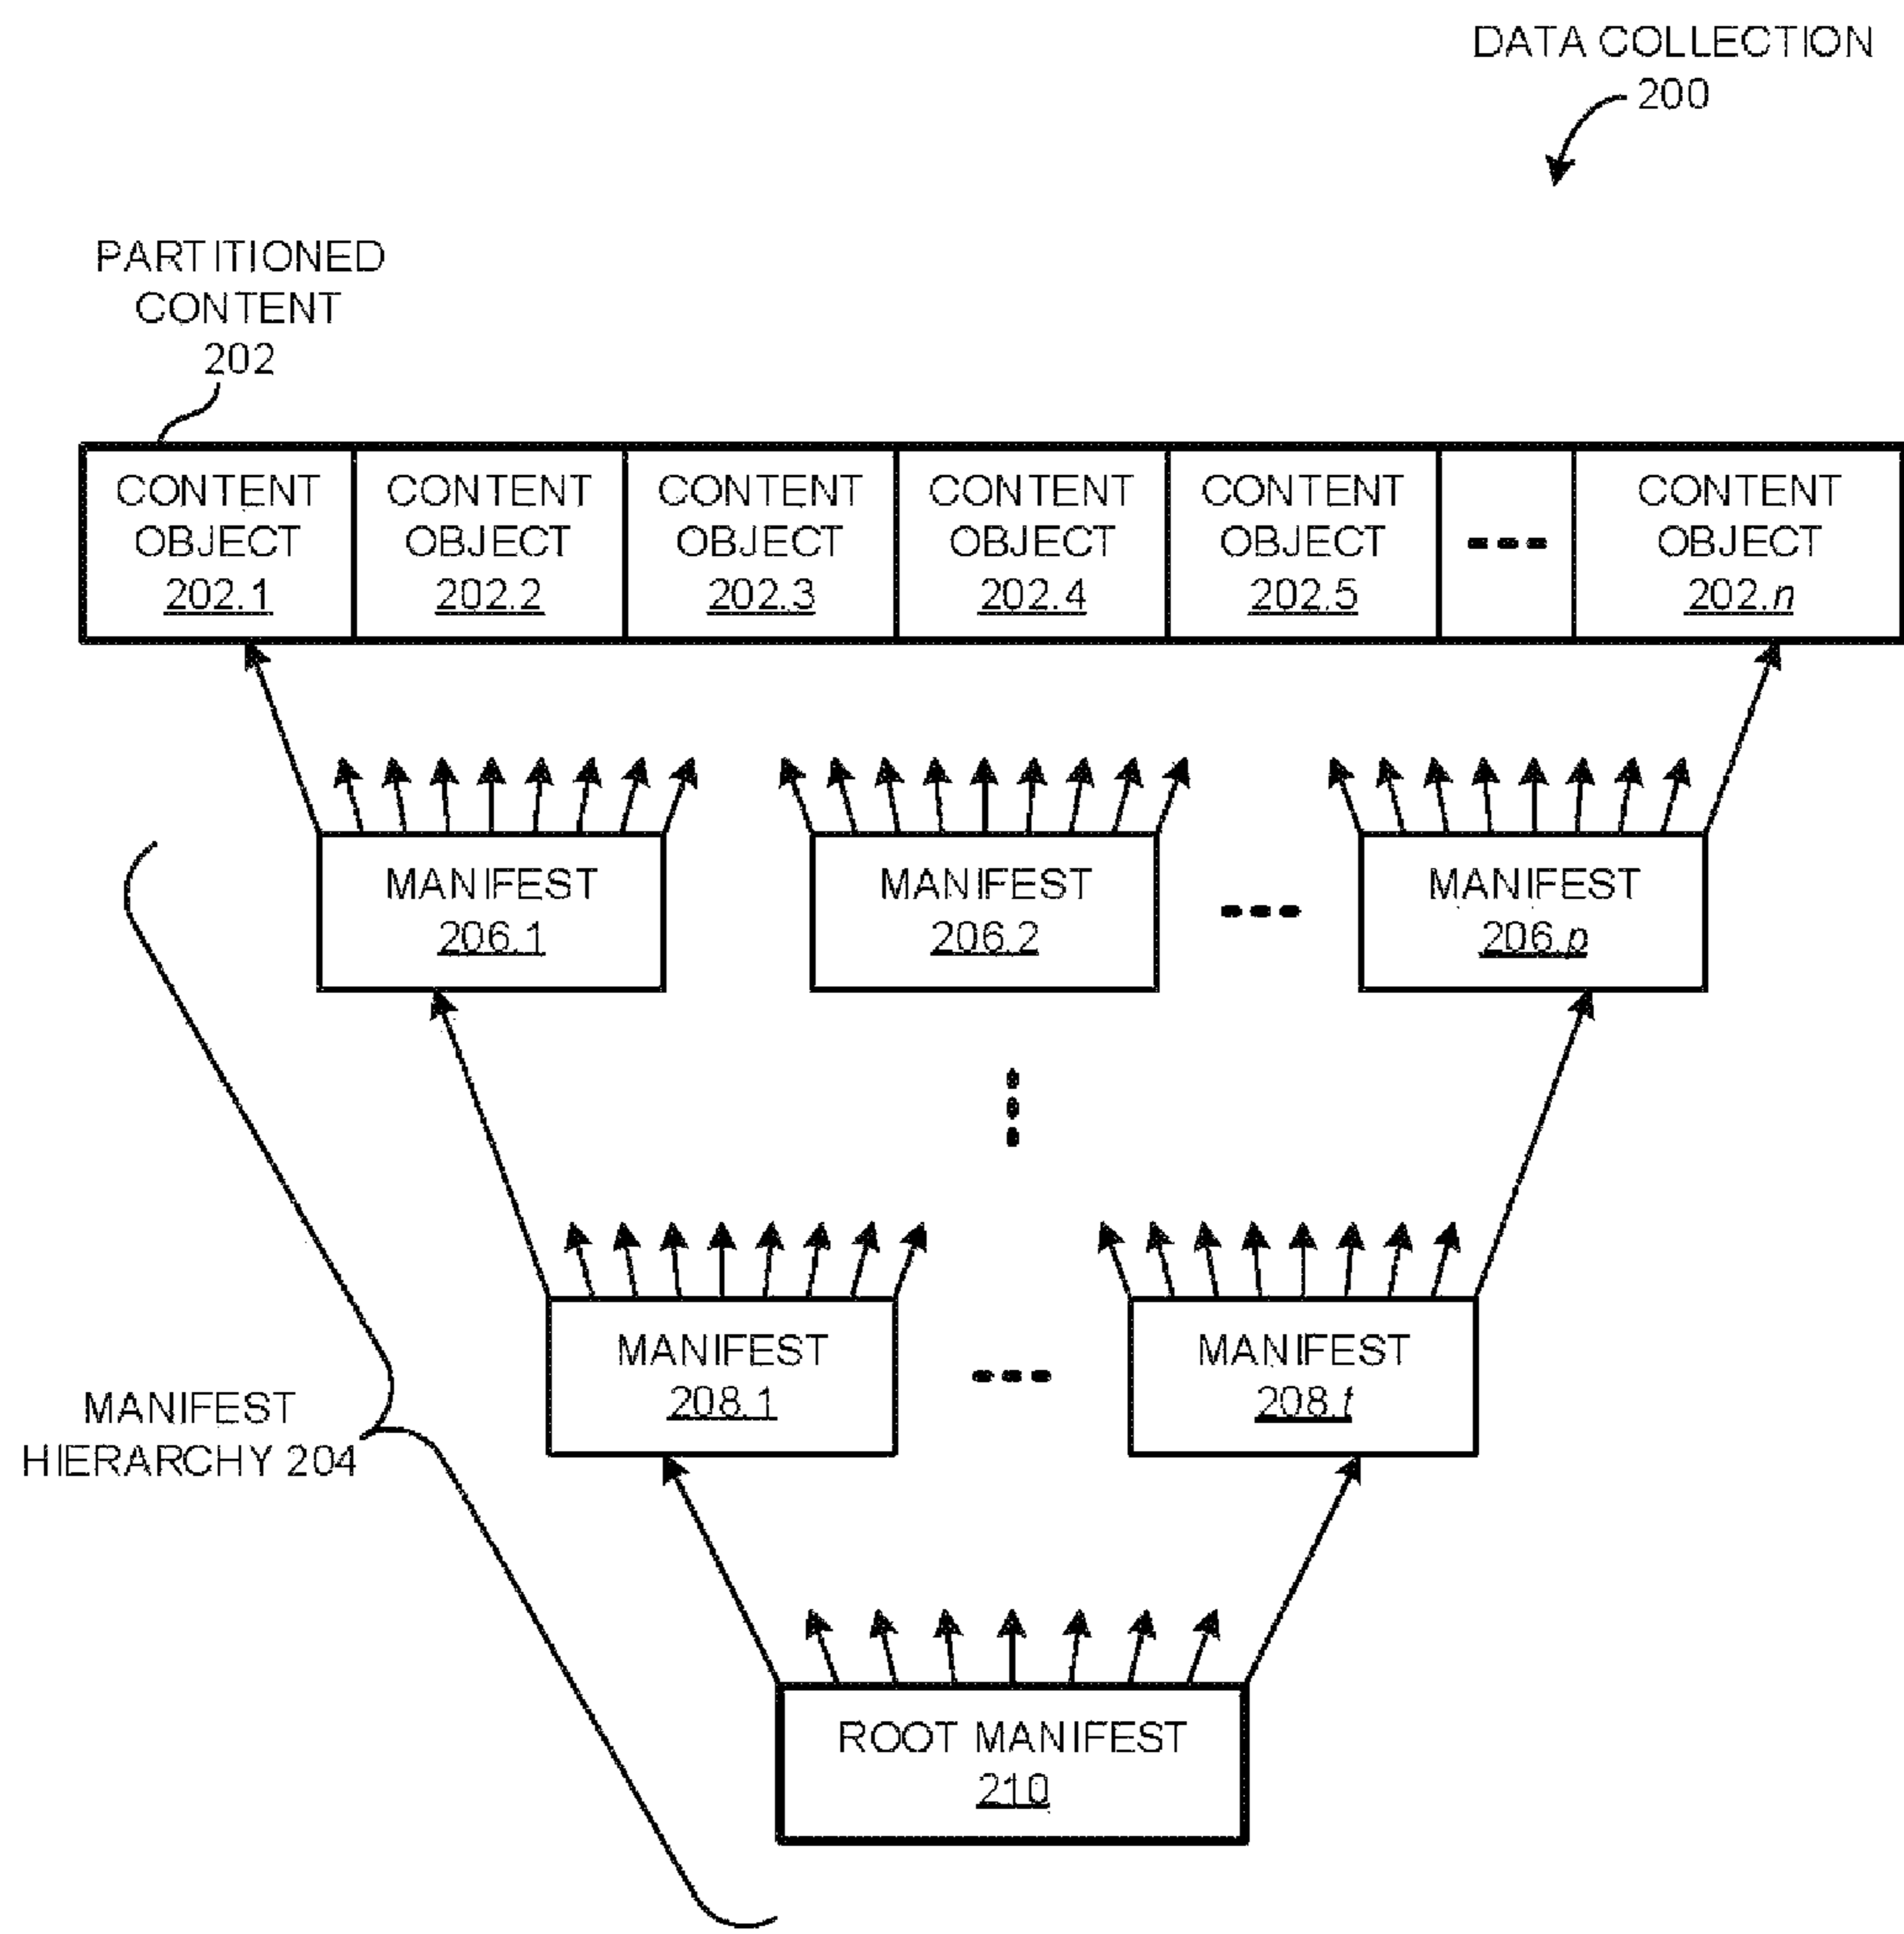 DATA COLLECTION
200
PARTITIONED
CONTENT
202
CONTENT
OBJECT
202.1
CONTENT
OBJECT
202.2
CONTENT
OBJECT
202.3
CONTENT
OBJECT
202.4
CONTENT
OBJECT
202.5
CONTENT
OBJECT
202.n
MANIFEST
206.1
MANIFEST
206.2
MANIFEST
206.p
MANIFEST
208.1
MANIFEST
208.t
MANIFEST
HIERARCHY 204
ROOT MANIFEST
210